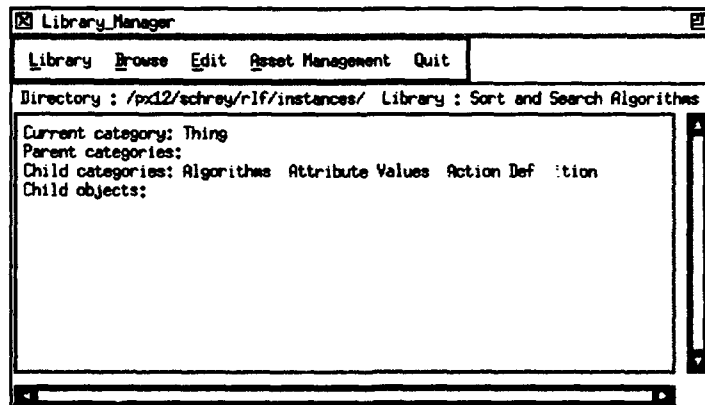 Library_Manager
Library Browse Edit Asset Management Quit
Directory : /px12/schrey/rlf/instances/ Library : Sort and Search Algorithms
Current category: Thing
Parent categories:
Child categories: Algorithms Attribute Values Action Def
Child objects: